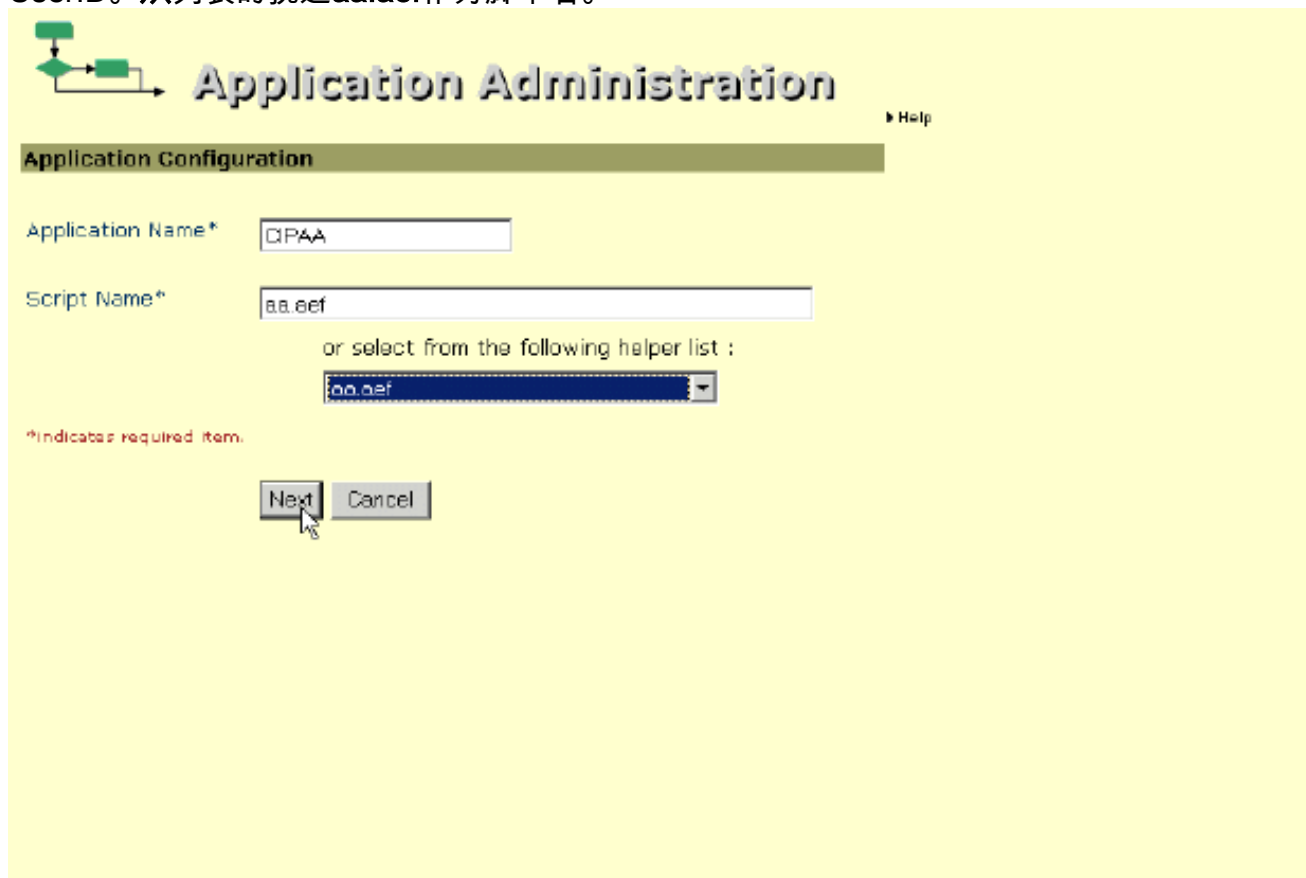 Application Administration
Help
Application Configuration
Application Name*
CIPAA
Script Name*
aa.aef
or select from the following helper list :
aa.aef
*indicates required item.
Next Cancel